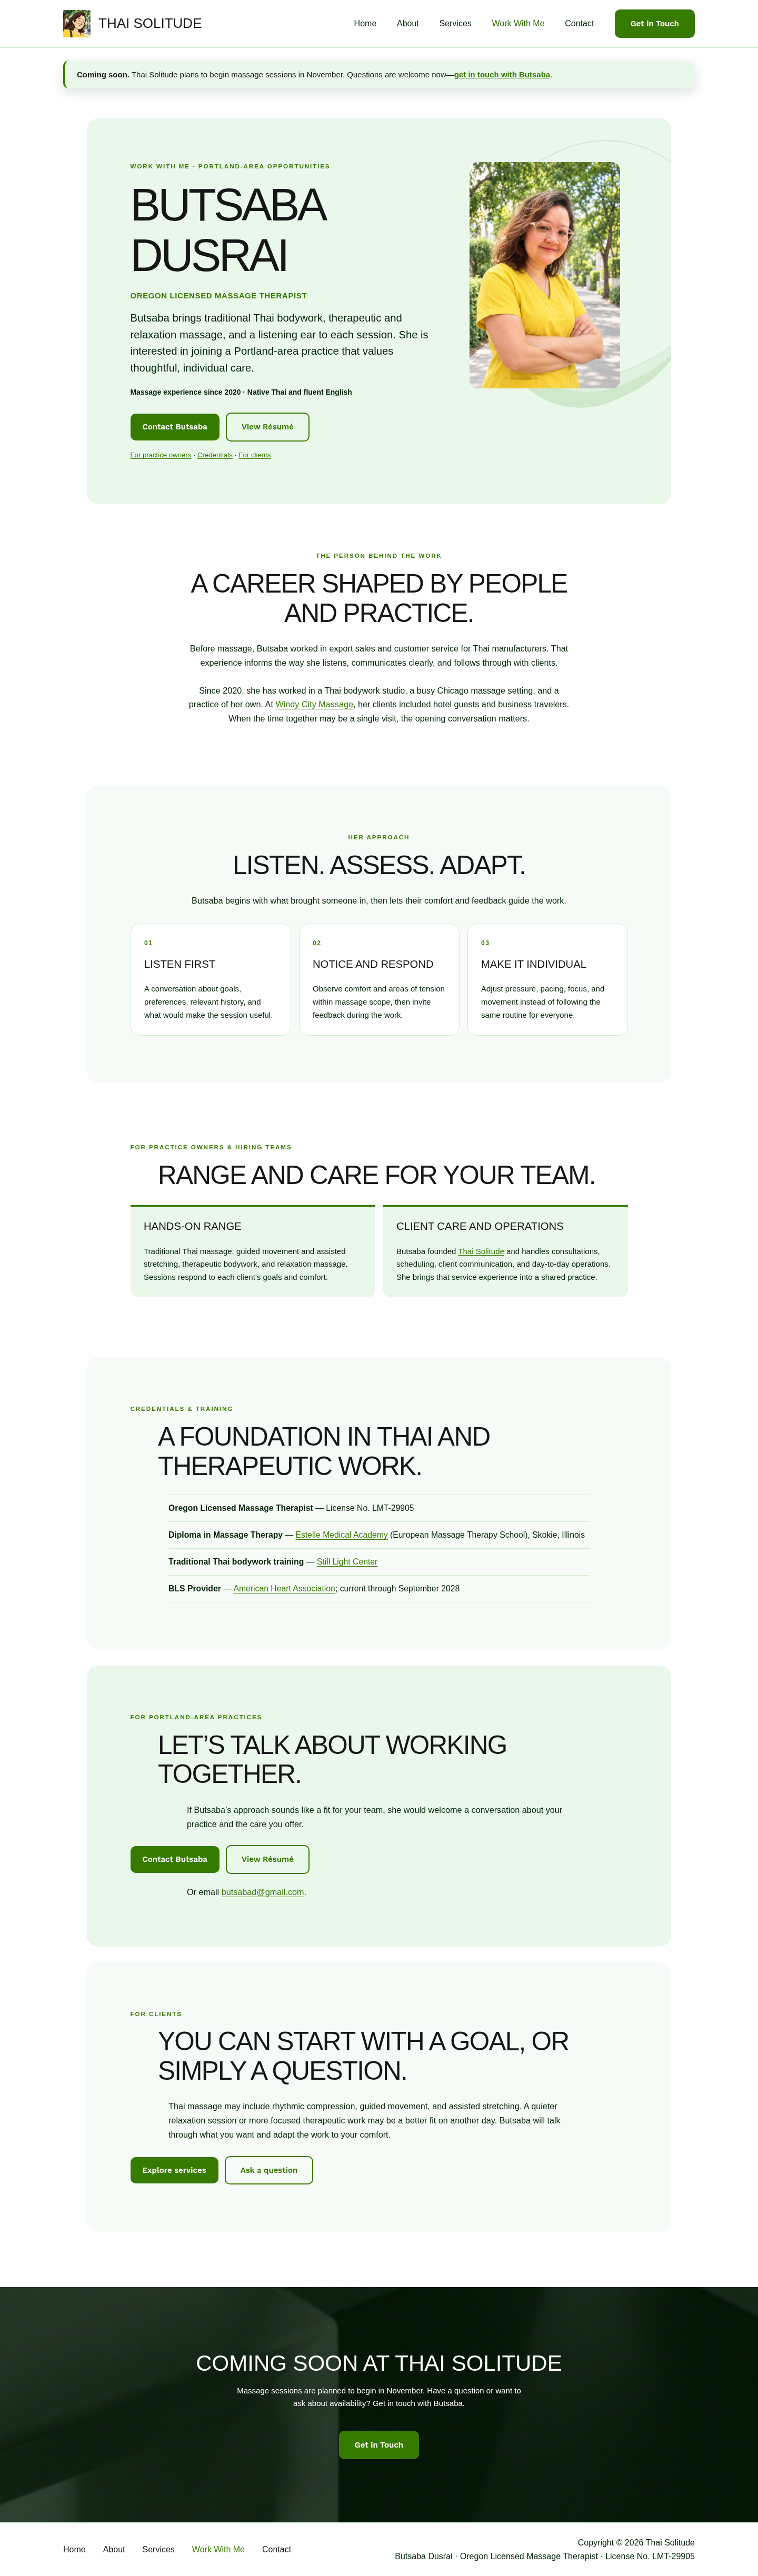 THAI SOLITUDE
Home About Services Work With Me Contact Get in Touch
Coming soon. Thai Solitude plans to begin massage sessions in November. Questions are welcome now—get in touch with Butsaba.
WORK WITH ME · PORTLAND-AREA OPPORTUNITIES
BUTSABA
DUSRAI
OREGON LICENSED MASSAGE THERAPIST
Butsaba brings traditional Thai bodywork, therapeutic and
relaxation massage, and a listening ear to each session. She is
interested in joining a Portland-area practice that values
thoughtful, individual care.
Massage experience since 2020 · Native Thai and fluent English
Contact Butsaba View Résumé
For practice owners · Credentials · For clients
THE PERSON BEHIND THE WORK
A CAREER SHAPED BY PEOPLE
AND PRACTICE.
Before massage, Butsaba worked in export sales and customer service for Thai manufacturers. That
experience informs the way she listens, communicates clearly, and follows through with clients.
Since 2020, she has worked in a Thai bodywork studio, a busy Chicago massage setting, and a
practice of her own. At Windy City Massage, her clients included hotel guests and business travelers.
When the time together may be a single visit, the opening conversation matters.
HER APPROACH
LISTEN. ASSESS. ADAPT.
Butsaba begins with what brought someone in, then lets their comfort and feedback guide the work.
01
LISTEN FIRST
A conversation about goals,
preferences, relevant history, and
what would make the session useful.
02
NOTICE AND RESPOND
Observe comfort and areas of tension
within massage scope, then invite
feedback during the work.
03
MAKE IT INDIVIDUAL
Adjust pressure, pacing, focus, and
movement instead of following the
same routine for everyone.
FOR PRACTICE OWNERS & HIRING TEAMS
RANGE AND CARE FOR YOUR TEAM.
HANDS-ON RANGE
Traditional Thai massage, guided movement and assisted
stretching, therapeutic bodywork, and relaxation massage.
Sessions respond to each client's goals and comfort.
CLIENT CARE AND OPERATIONS
Butsaba founded Thai Solitude and handles consultations,
scheduling, client communication, and day-to-day operations.
She brings that service experience into a shared practice.
CREDENTIALS & TRAINING
A FOUNDATION IN THAI AND
THERAPEUTIC WORK.
Oregon Licensed Massage Therapist — License No. LMT-29905
Diploma in Massage Therapy — Estelle Medical Academy (European Massage Therapy School), Skokie, Illinois
Traditional Thai bodywork training — Still Light Center
BLS Provider — American Heart Association; current through September 2028
FOR PORTLAND-AREA PRACTICES
LET’S TALK ABOUT WORKING
TOGETHER.
If Butsaba’s approach sounds like a fit for your team, she would welcome a conversation about your
practice and the care you offer.
Contact Butsaba View Résumé
Or email butsabad@gmail.com.
FOR CLIENTS
YOU CAN START WITH A GOAL, OR
SIMPLY A QUESTION.
Thai massage may include rhythmic compression, guided movement, and assisted stretching. A quieter
relaxation session or more focused therapeutic work may be a better fit on another day. Butsaba will talk
through what you want and adapt the work to your comfort.
Explore services Ask a question
COMING SOON AT THAI SOLITUDE
Massage sessions are planned to begin in November. Have a question or want to
ask about availability? Get in touch with Butsaba.
Get in Touch
Home About Services Work With Me Contact
Copyright © 2026 Thai Solitude
Butsaba Dusrai · Oregon Licensed Massage Therapist · License No. LMT-29905